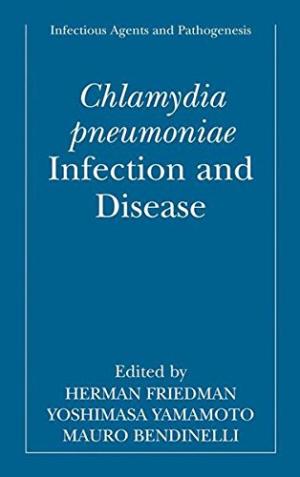 Infectious Agents and Pathogenesis
Chlamydia
pneumoniae
Infection and
Disease
Edited by
HERMAN FRIEDMAN
YOSHIMASA YAMAMOTO
MAURO BENDINELLI